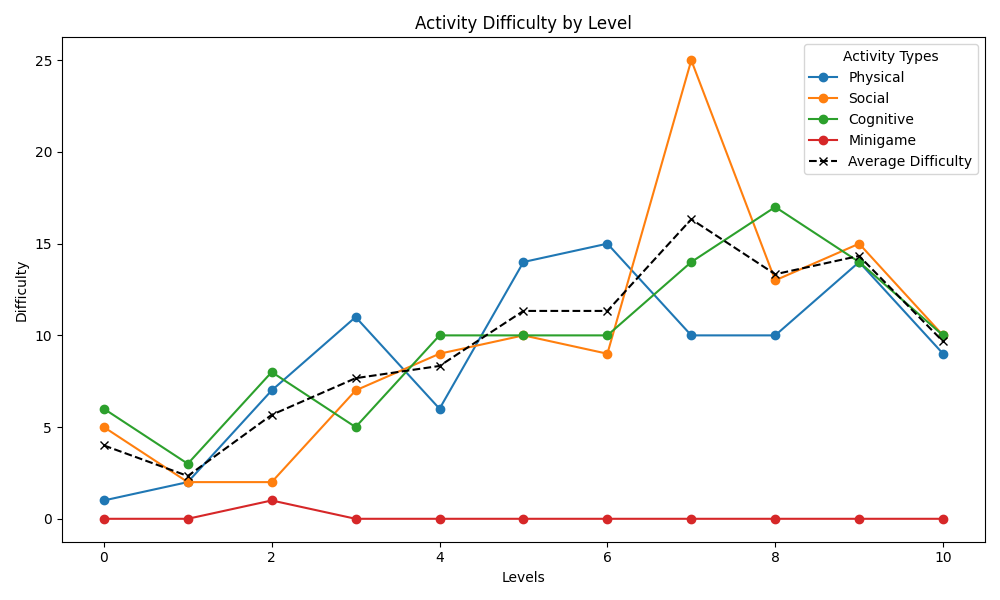 Activity Difficulty by Level
Activity Types
Physical
Social
Cognitive
Minigame
Average Difficulty
Difficulty
25
20
15
10
5
0
0 2 4 6 8 10
Levels